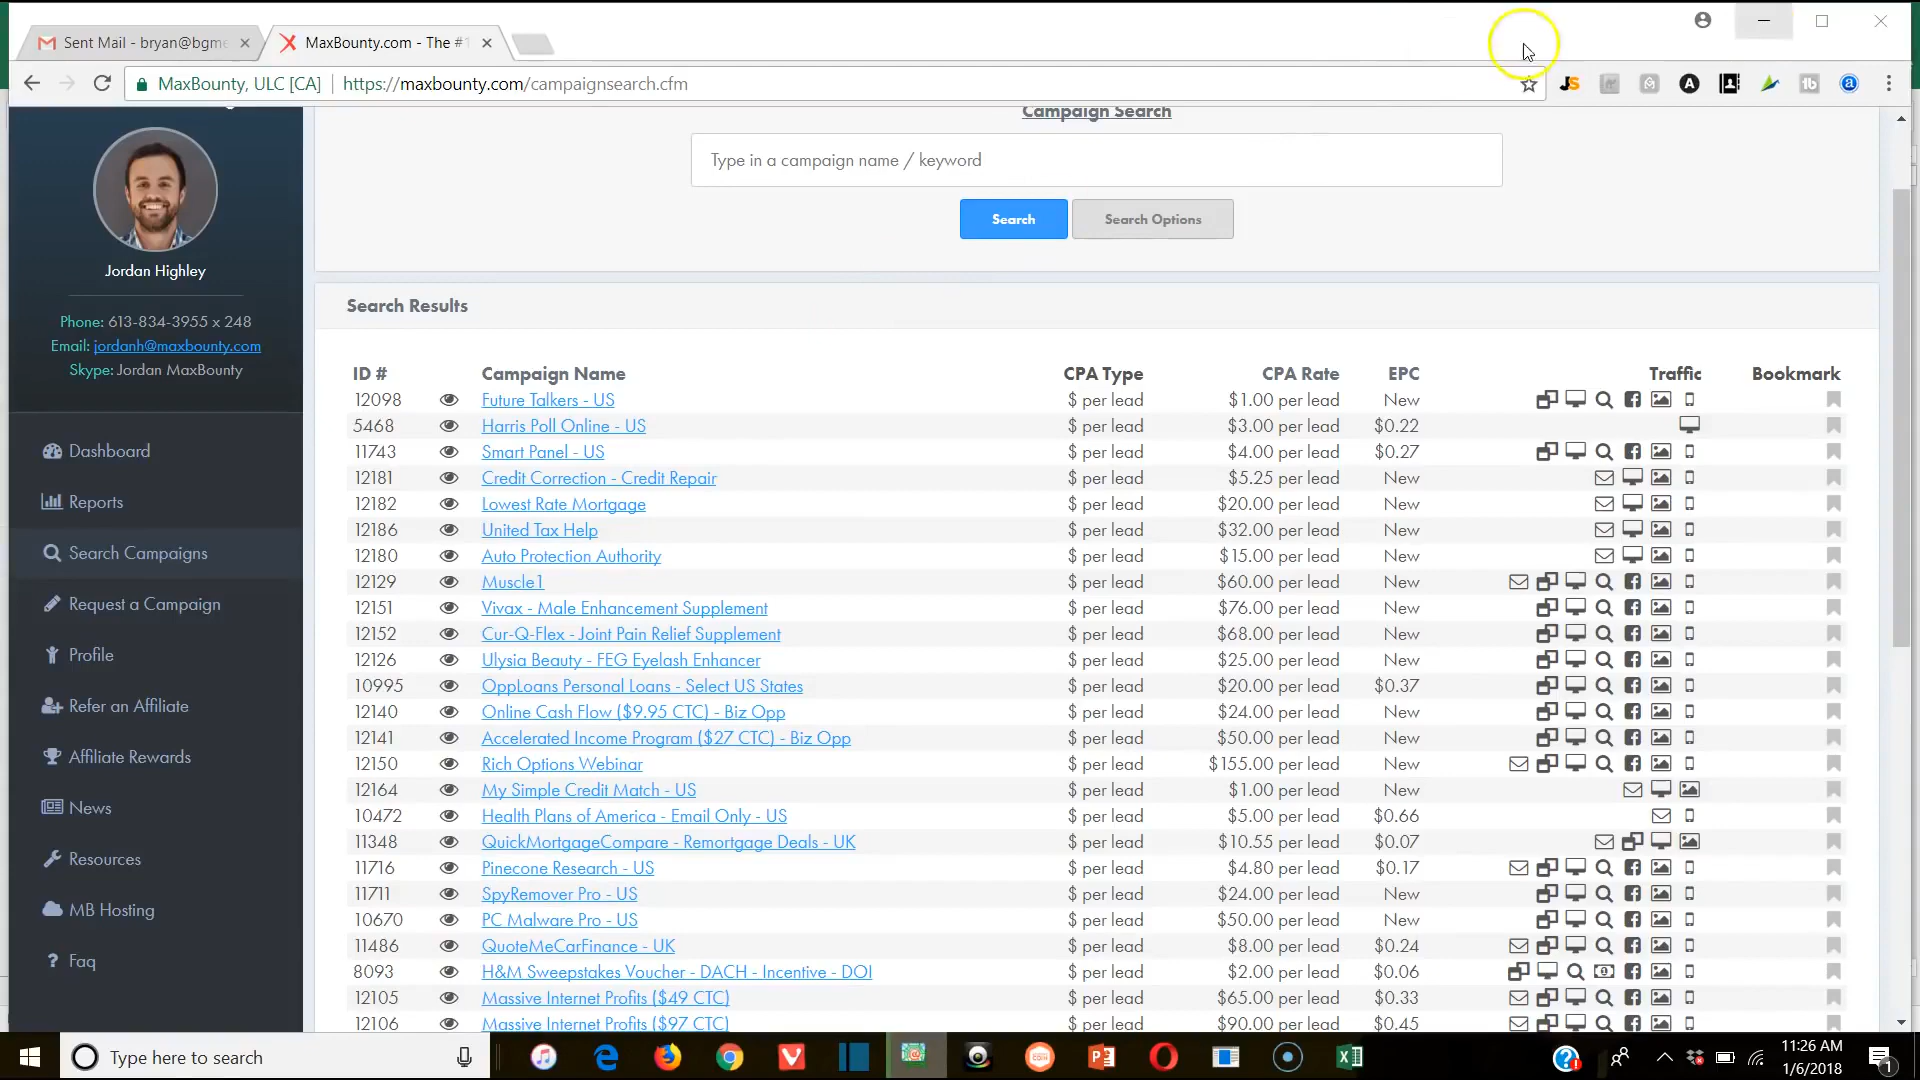 Sent Mail - bryan@bgme
MaxBounty.com - The #1
MaxBounty, ULC [CA]
https://maxbounty.com/campaignsearch.cfm
Jordan Highley
Phone: 613-834-3955 x 248
Email: jordanh@maxbounty.com
Skype: Jordan MaxBounty
Dashboard
Reports
Search Campaigns
Request a Campaign
Profile
Refer an Affiliate
Affiliate Rewards
News
Resources
MB Hosting
Faq
Campaign Search
Type in a campaign name / keyword
Search Search Options
Search Results
ID # Campaign Name CPA Type CPA Rate EPC Traffic Bookmark
12098 Future Talkers - US $ per lead $1.00 per lead New
5468 Harris Poll Online - US $ per lead $3.00 per lead $0.22
11743 Smart Panel - US $ per lead $4.00 per lead $0.27
12181 Credit Correction - Credit Repair $ per lead $5.25 per lead New
12182 Lowest Rate Mortgage $ per lead $20.00 per lead New
12186 United Tax Help $ per lead $32.00 per lead New
12180 Auto Protection Authority $ per lead $15.00 per lead New
12129 Muscle1 $ per lead $60.00 per lead New
12151 Vivax - Male Enhancement Supplement $ per lead $76.00 per lead New
12152 Cur-Q-Flex - Joint Pain Relief Supplement $ per lead $68.00 per lead New
12126 Ulysia Beauty - FEG Eyelash Enhancer $ per lead $25.00 per lead New
10995 OppLoans Personal Loans - Select US States $ per lead $20.00 per lead $0.37
12140 Online Cash Flow ($9.95 CTC) - Biz Opp $ per lead $24.00 per lead New
12141 Accelerated Income Program ($27 CTC) - Biz Opp $ per lead $50.00 per lead New
12150 Rich Options Webinar $ per lead $155.00 per lead New
12164 My Simple Credit Match - US $ per lead $1.00 per lead New
10472 Health Plans of America - Email Only - US $ per lead $5.00 per lead $0.66
11348 QuickMortgageCompare - Remortgage Deals - UK $ per lead $10.55 per lead $0.07
11716 Pinecone Research - US $ per lead $4.80 per lead $0.17
11711 SpyRemover Pro - US $ per lead $24.00 per lead New
10670 PC Malware Pro - US $ per lead $50.00 per lead New
11486 QuoteMeCarFinance - UK $ per lead $8.00 per lead $0.24
8093 H&M Sweepstakes Voucher - DACH - Incentive - DOI $ per lead $2.00 per lead $0.06
12105 Massive Internet Profits ($49 CTC) $ per lead $65.00 per lead $0.33
12106 Massive Internet Profits ($97 CTC) $ per lead $90.00 per lead $0.45
Type here to search
11:26 AM
1/6/2018
1